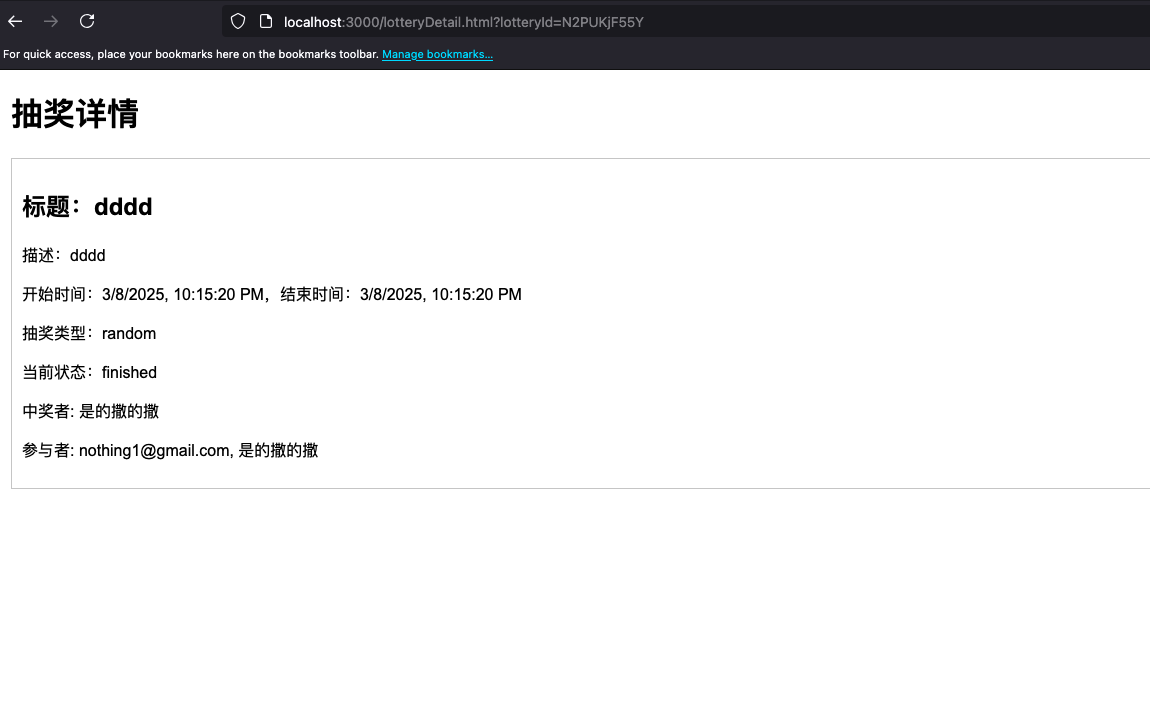 localhost:3000/lotteryDetail.html?lotteryId=N2PUKjF55Y
For quick access, place your bookmarks here on the bookmarks toolbar. Manage bookmarks...
抽奖详情
标题：dddd
描述：dddd
开始时间：3/8/2025, 10:15:20 PM，结束时间：3/8/2025, 10:15:20 PM
抽奖类型：random
当前状态：finished
中奖者: 是的撒的撒
参与者: nothing1@gmail.com, 是的撒的撒